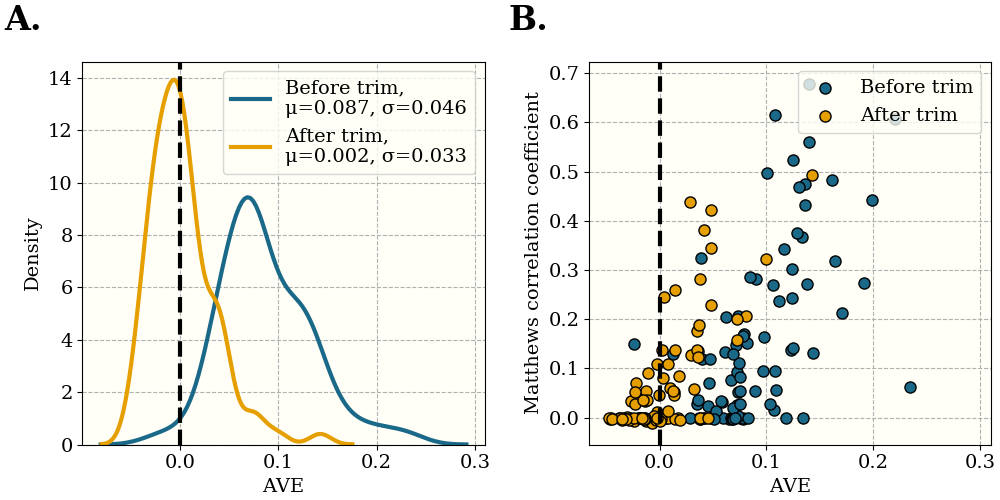 A.
B.
Before trim,
μ=0.087, σ=0.046
After trim,
μ=0.002, σ=0.033
Density
14
12
10
8
6
4
2
0
0.0 0.1 0.2 0.3
AVE
Before trim
After trim
Matthews correlation coefficient
0.7
0.6
0.5
0.4
0.3
0.2
0.1
0.0
0.0 0.1 0.2 0.3
AVE